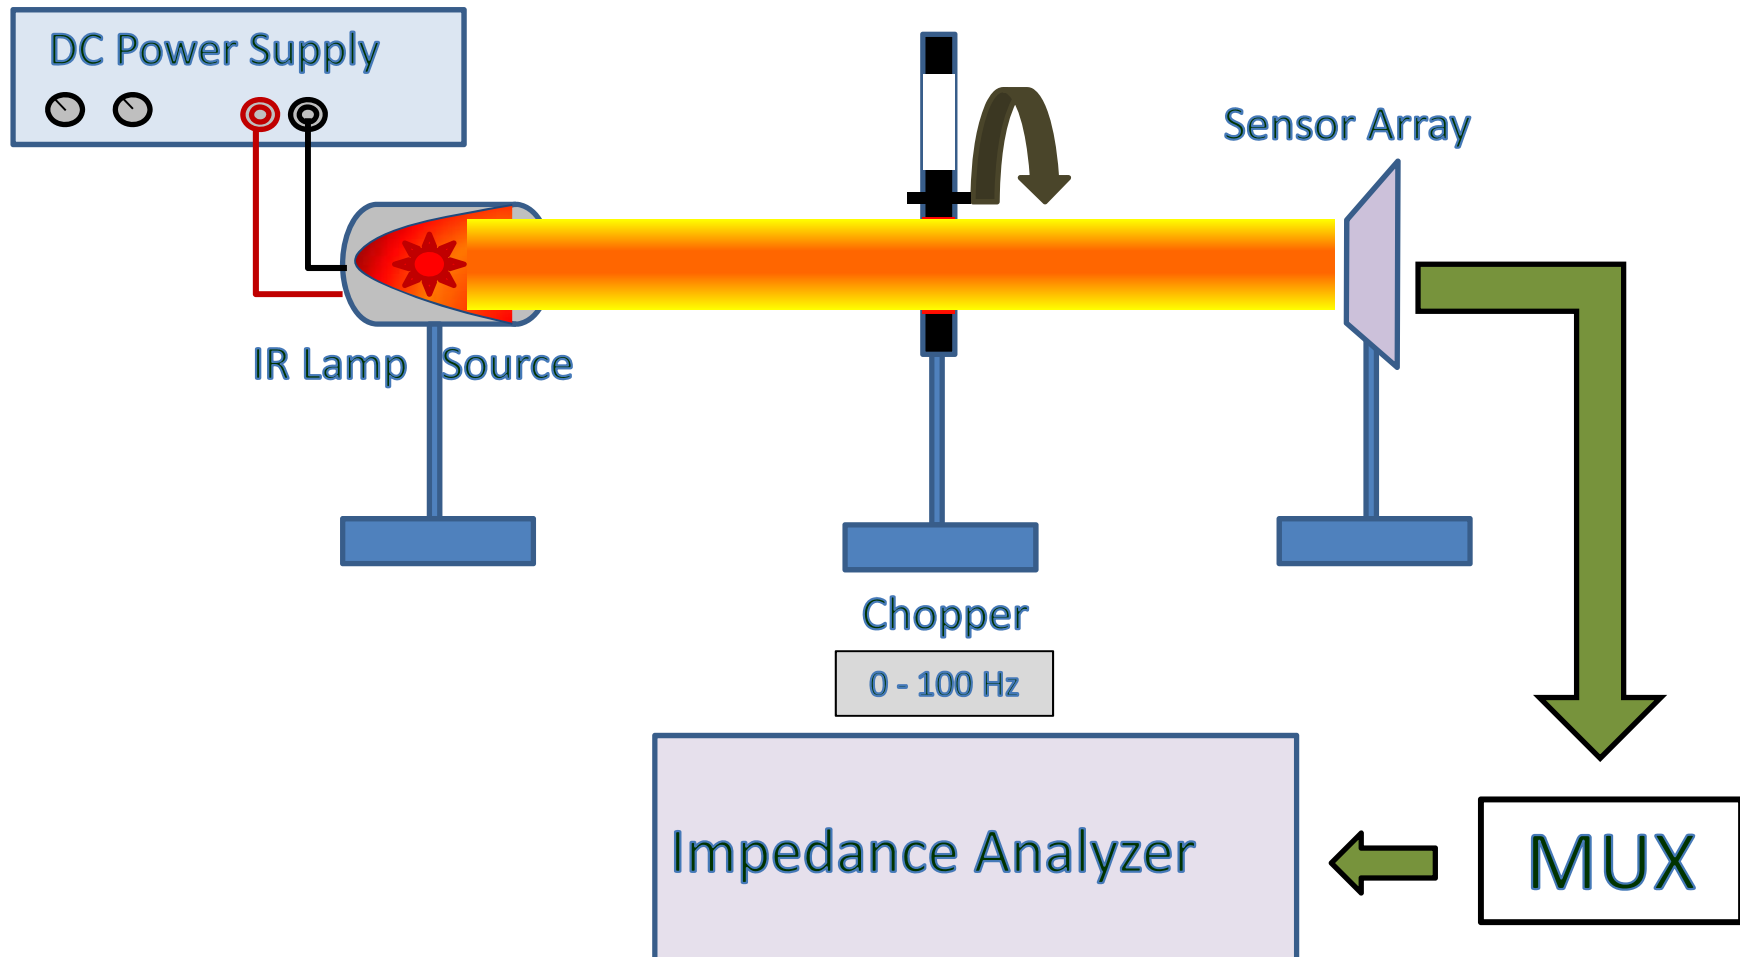 DC Power Supply
Sensor Array
IR Lamp Source
Chopper
0 - 100 Hz
Impedance Analyzer
MUX